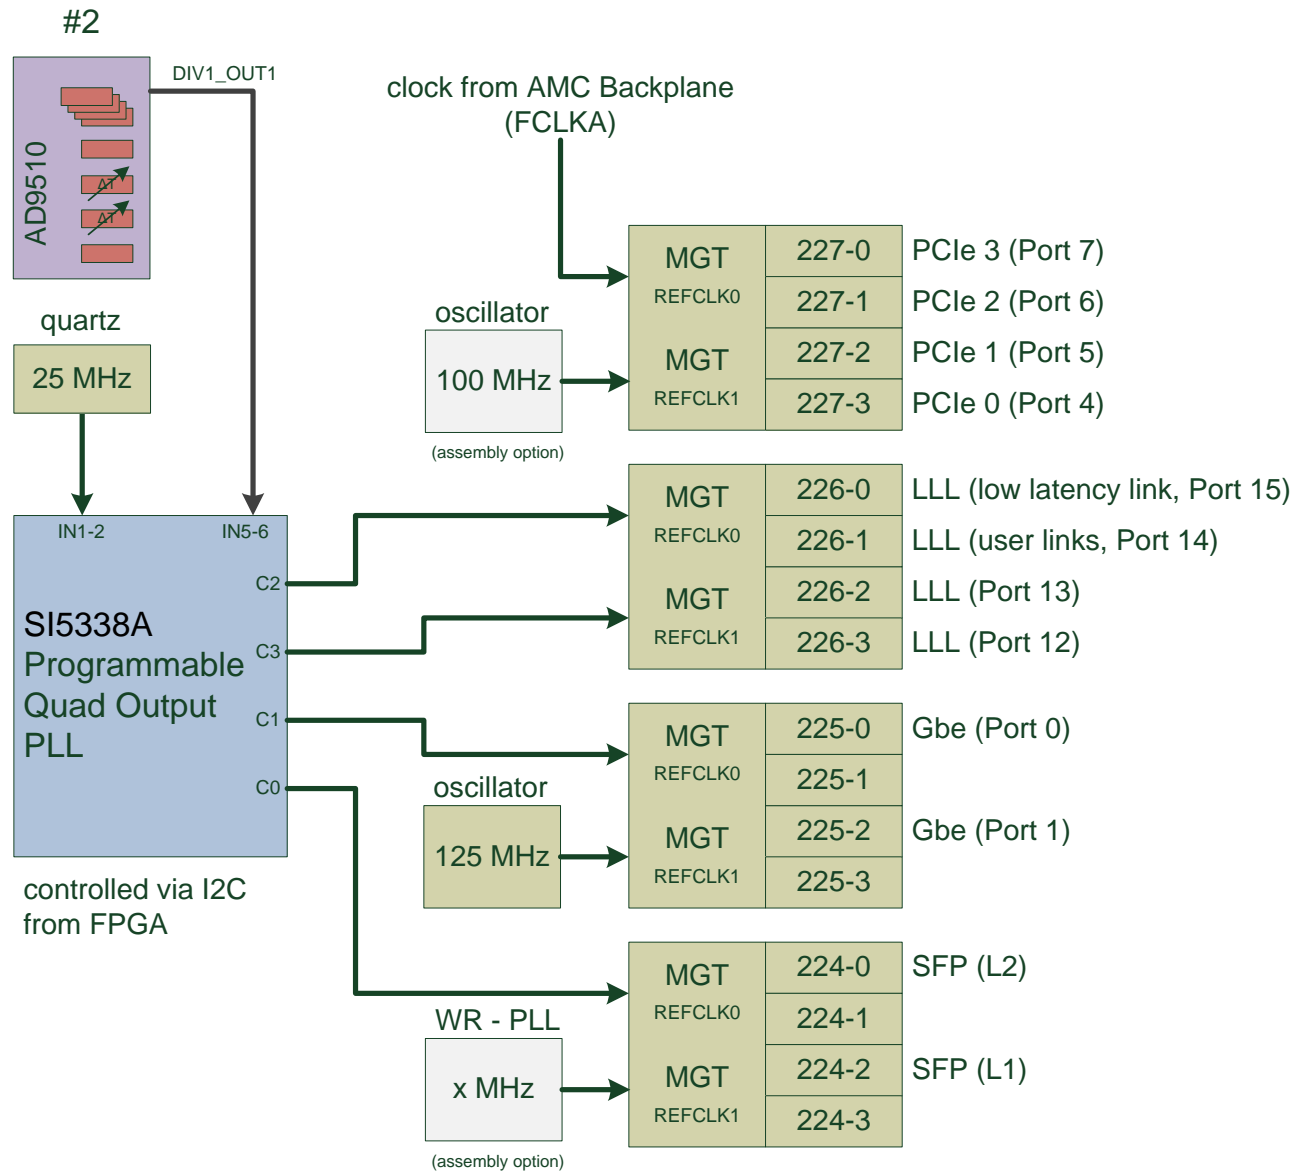 #2
DIV1_OUT1
AD9510
ΔT
ΔT
quartz
25 MHz
IN1-2
IN5-6
SI5338A
Programmable
Quad Output
PLL
C2
C3
C1
C0
controlled via I2C
from FPGA
clock from AMC Backplane
(FCLKA)
oscillator
100 MHz
(assembly option)
MGT
REFCLK0
MGT
REFCLK1
227-0
PCIe 3 (Port 7)
227-1
PCIe 2 (Port 6)
227-2
PCIe 1 (Port 5)
227-3
PCIe 0 (Port 4)
MGT
REFCLK0
MGT
REFCLK1
226-0
LLL (low latency link, Port 15)
226-1
LLL (user links, Port 14)
226-2
LLL (Port 13)
226-3
LLL (Port 12)
oscillator
125 MHz
MGT
REFCLK0
MGT
REFCLK1
225-0
Gbe (Port 0)
225-1
225-2
Gbe (Port 1)
225-3
WR - PLL
x MHz
(assembly option)
MGT
REFCLK0
MGT
REFCLK1
224-0
SFP (L2)
224-1
224-2
SFP (L1)
224-3